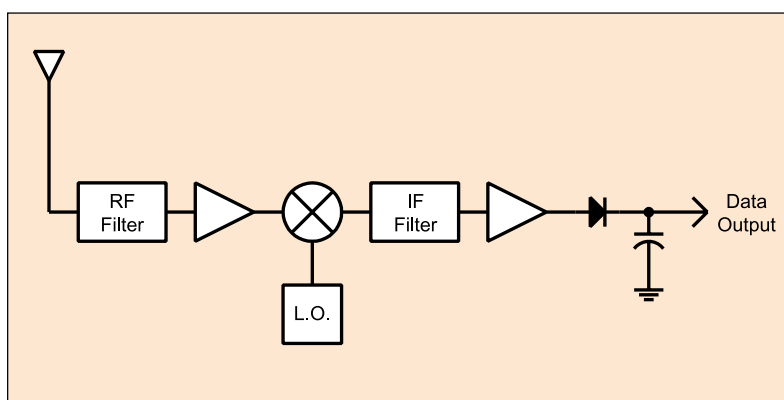 RF
Filter
IF
Filter
Data
Output
L.O.